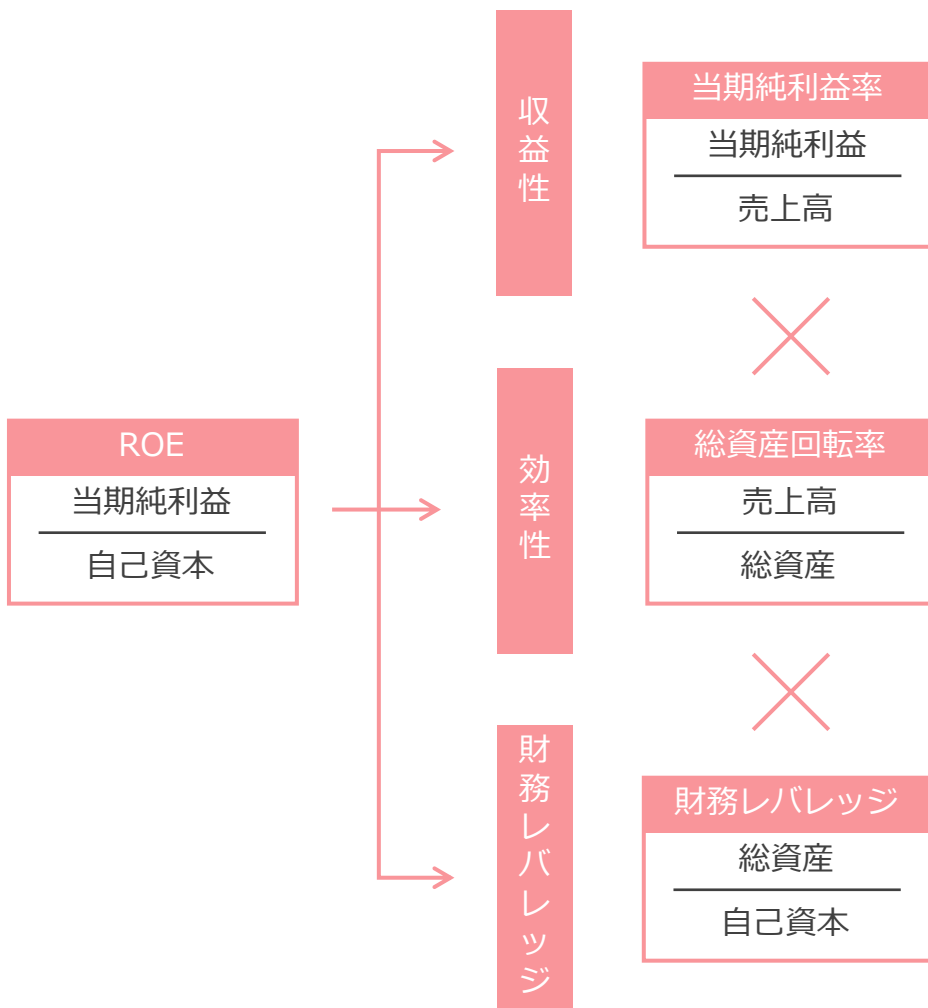 ROE
当期純利益
自己資本
収益性
当期純利益率
当期純利益
売上高
効率性
総資産回転率
売上高
総資産
財務レバレッジ
財務レバレッジ
総資産
自己資本